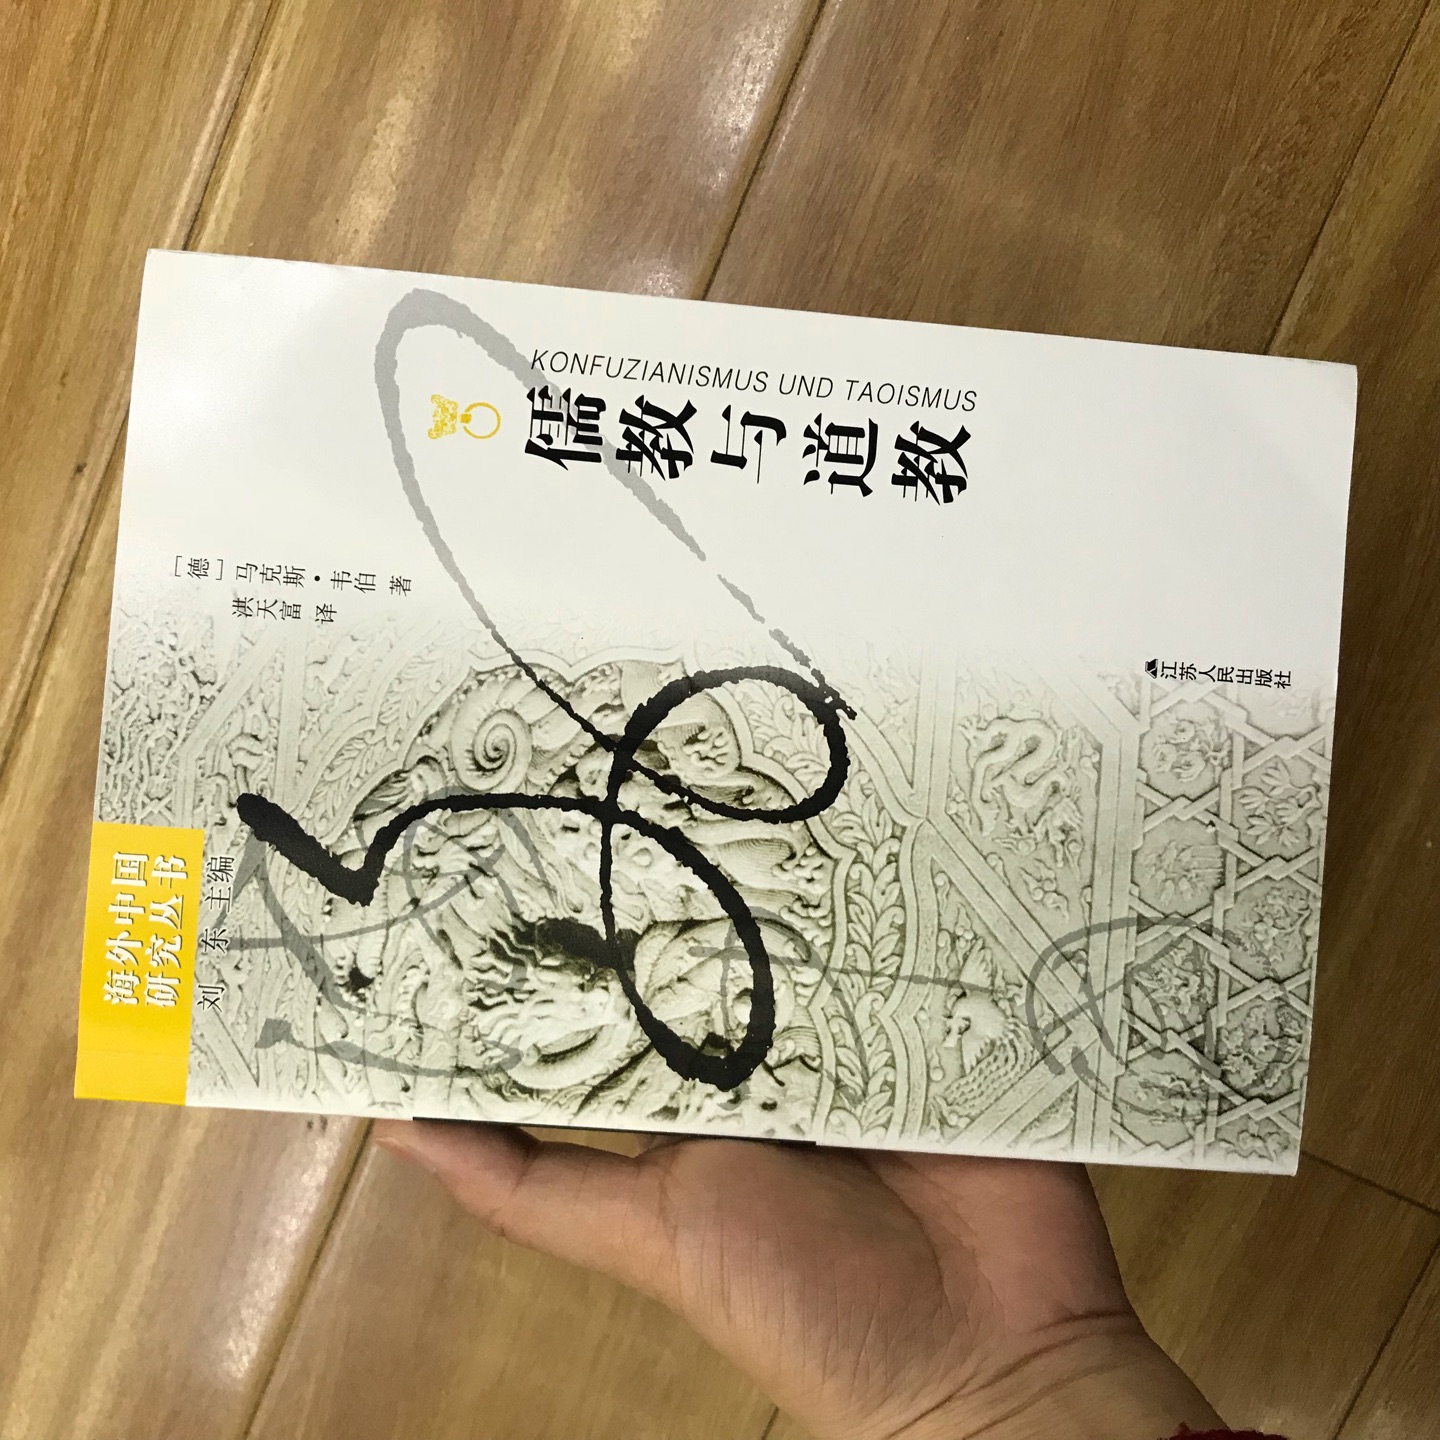 海外中国
研究丛书
刘东 主编
[德] 马克斯·韦伯 著
洪天富 译
KONFUZIANISMUS UND TAOISMUS
儒教与道教
江苏人民出版社